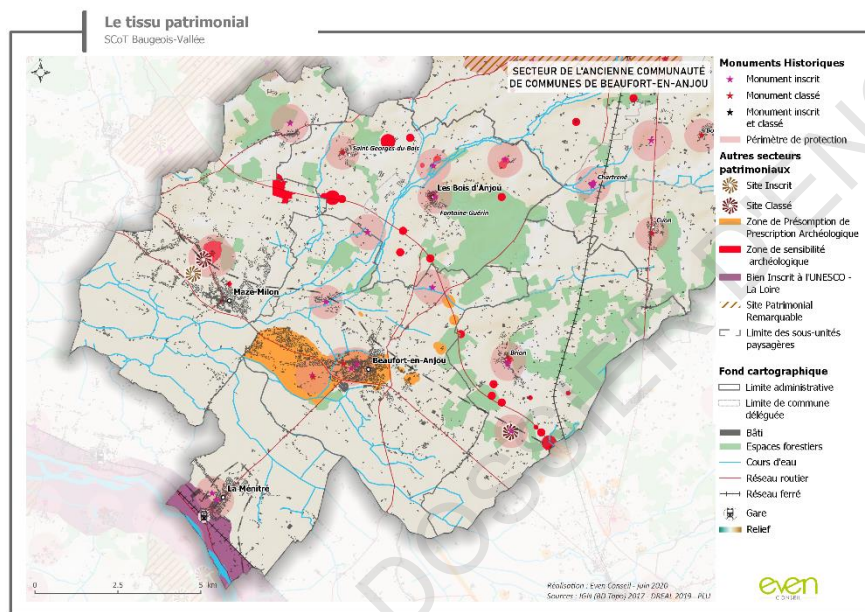 Le tissu patrimonial
SCoT Baugeois-Vallée
SECTEUR DE L'ANCIENNE COMMUNAUTÉ
DE COMMUNES DE BEAUFORT-EN-ANJOU
Saint Georges du Bois
Chartrené
Les Bois d'Anjou
Fontaine-Guérin
Cuon
Mazé-Milon
Beaufort-en-Anjou
Brion
La Ménitré
0
5 km
Réalisation : Even Conseil - Juin 2020
Sources : IGN (BD Topo) 2017 - DREAL 2019 - PLU
Monuments Historiques
Monument inscrit
Monument classé
Monument inscrit
et classé
Périmètre de protection
Autres secteurs
patrimoniaux
Site Inscrit
Site Classé
Zone de Présomption de
Prescription Archéologique
Zone de sensibilité
archéologique
Bien Inscrit à l'UNESCO -
La Loire
Site Patrimonial
Remarquable
Limite des sous-unités
paysagères
Fond cartographique
Limite administrative
Limite de commune
déléguée
Bâti
Espaces forestiers
Cours d'eau
Réseau routier
Réseau ferré
Gare
Relief
even
CONSEIL